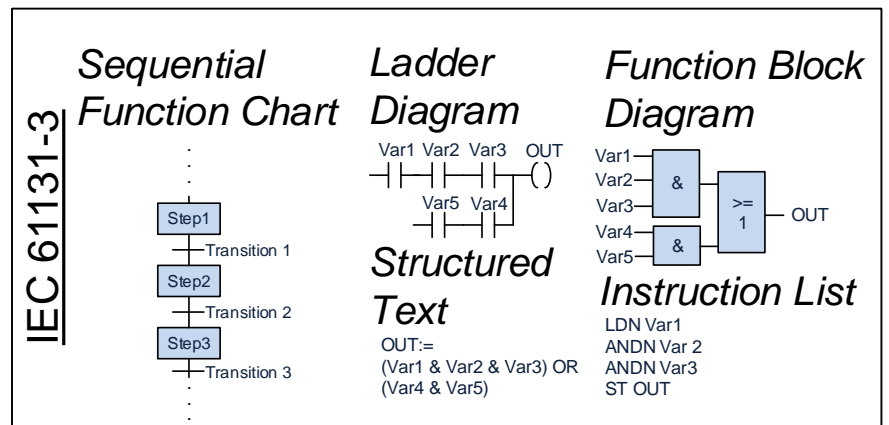 IEC 61131-3
Sequential
Function Chart
Step1
Transition 1
Step2
Transition 2
Step3
Transition 3
Ladder
Diagram
Var1 Var2 Var3 OUT
Var5 Var4
Structured
Text
OUT:=
(Var1 & Var2 & Var3) OR
(Var4 & Var5)
Function Block
Diagram
Var1
Var2
Var3
&
Var4
Var5
&
>=
1
OUT
Instruction List
LDN Var1
ANDN Var 2
ANDN Var3
ST OUT